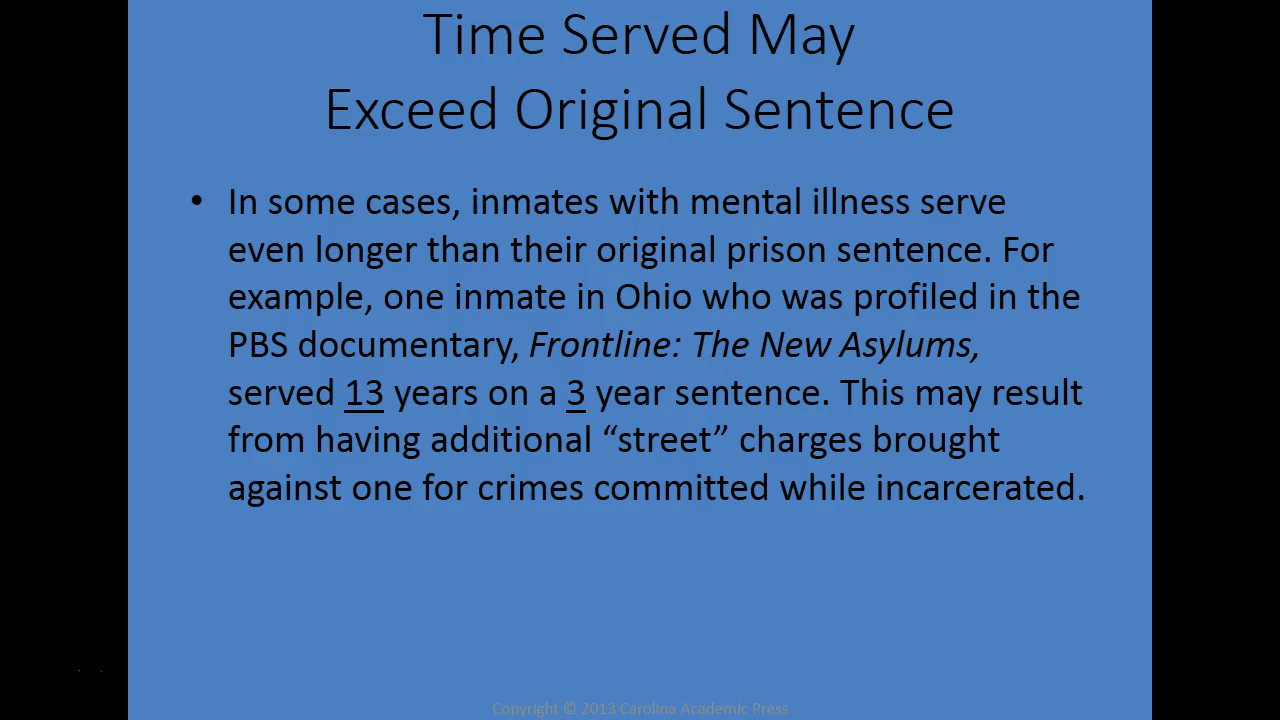 Time Served May
Exceed Original Sentence
• In some cases, inmates with mental illness serve
even longer than their original prison sentence. For
example, one inmate in Ohio who was profiled in the
PBS documentary, Frontline: The New Asylums,
served 13 years on a 3 year sentence. This may result
from having additional “street” charges brought
against one for crimes committed while incarcerated.
Copyright © 2013 Carolina Academic Press